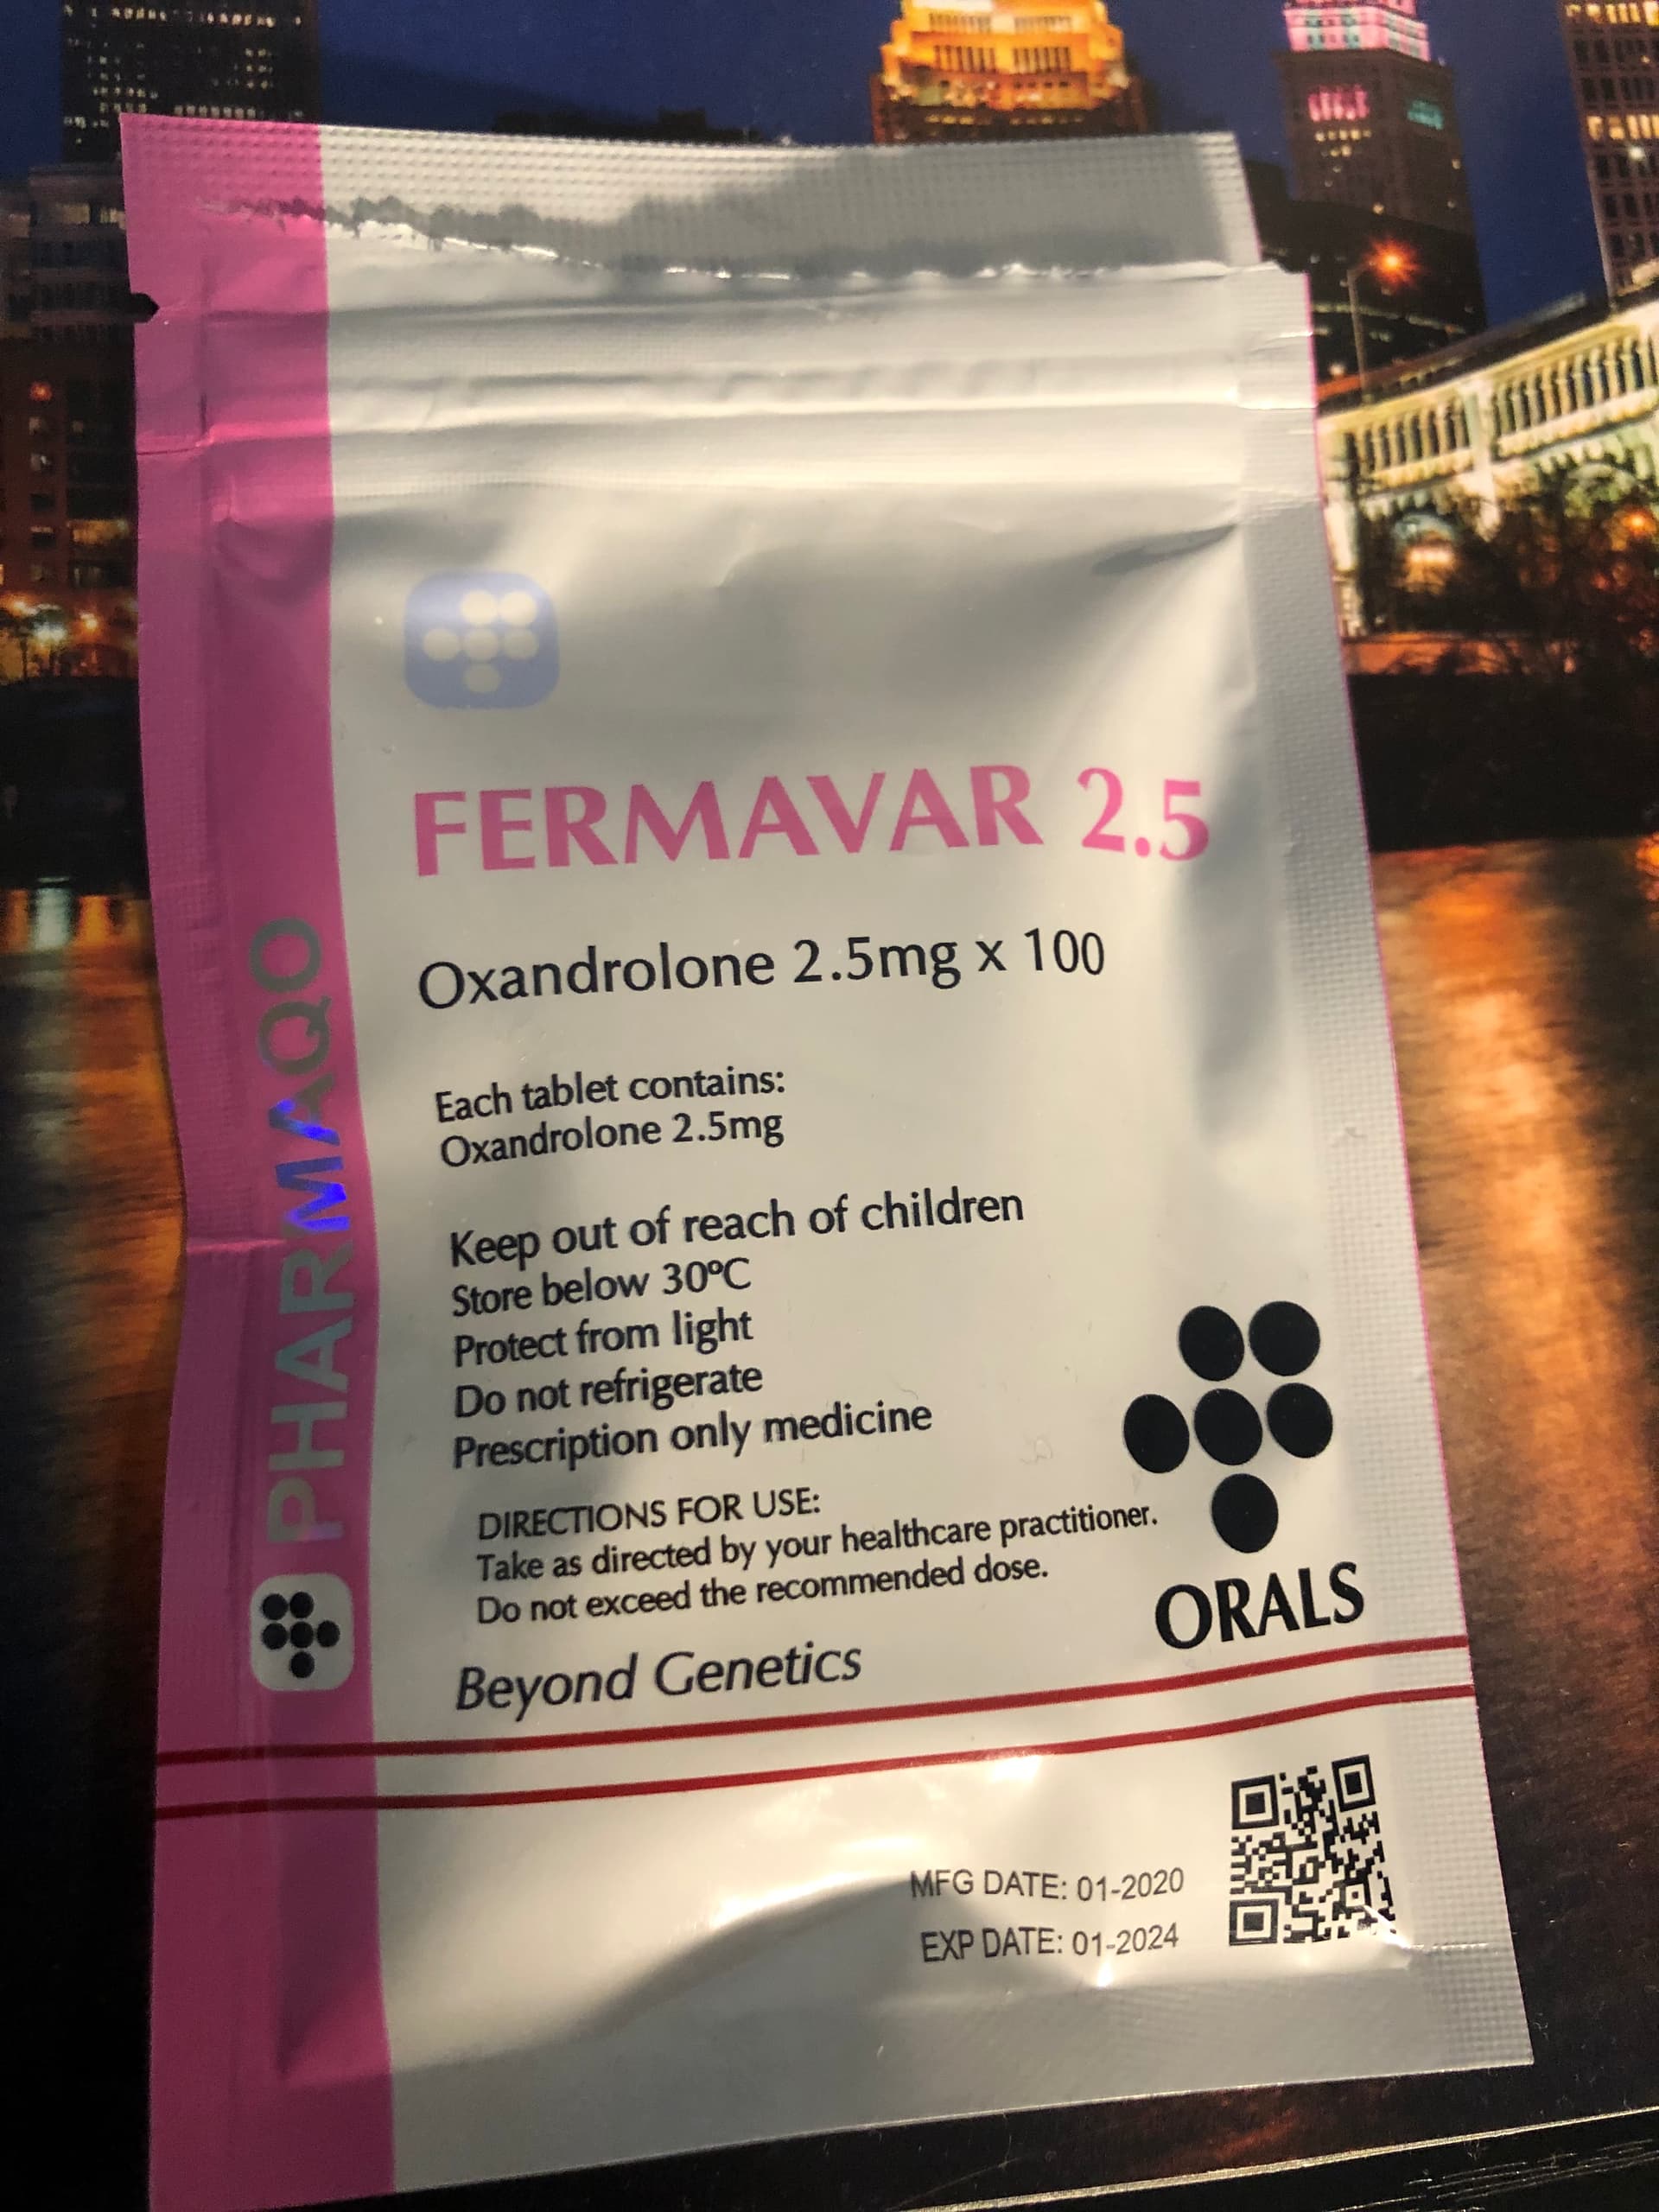 FERMAVAR 2.5
Oxandrolone 2.5mg x 100
Each tablet contains:
Oxandrolone 2.5mg
Keep out of reach of children
Store below 30ºC
Protect from light
Do not refrigerate
Prescription only medicine
DIRECTIONS FOR USE:
Take as directed by your healthcare practitioner.
Do not exceed the recommended dose.
Beyond Genetics
ORALS
MFG DATE: 01-2020
EXP DATE: 01-2024
PHARMAQO